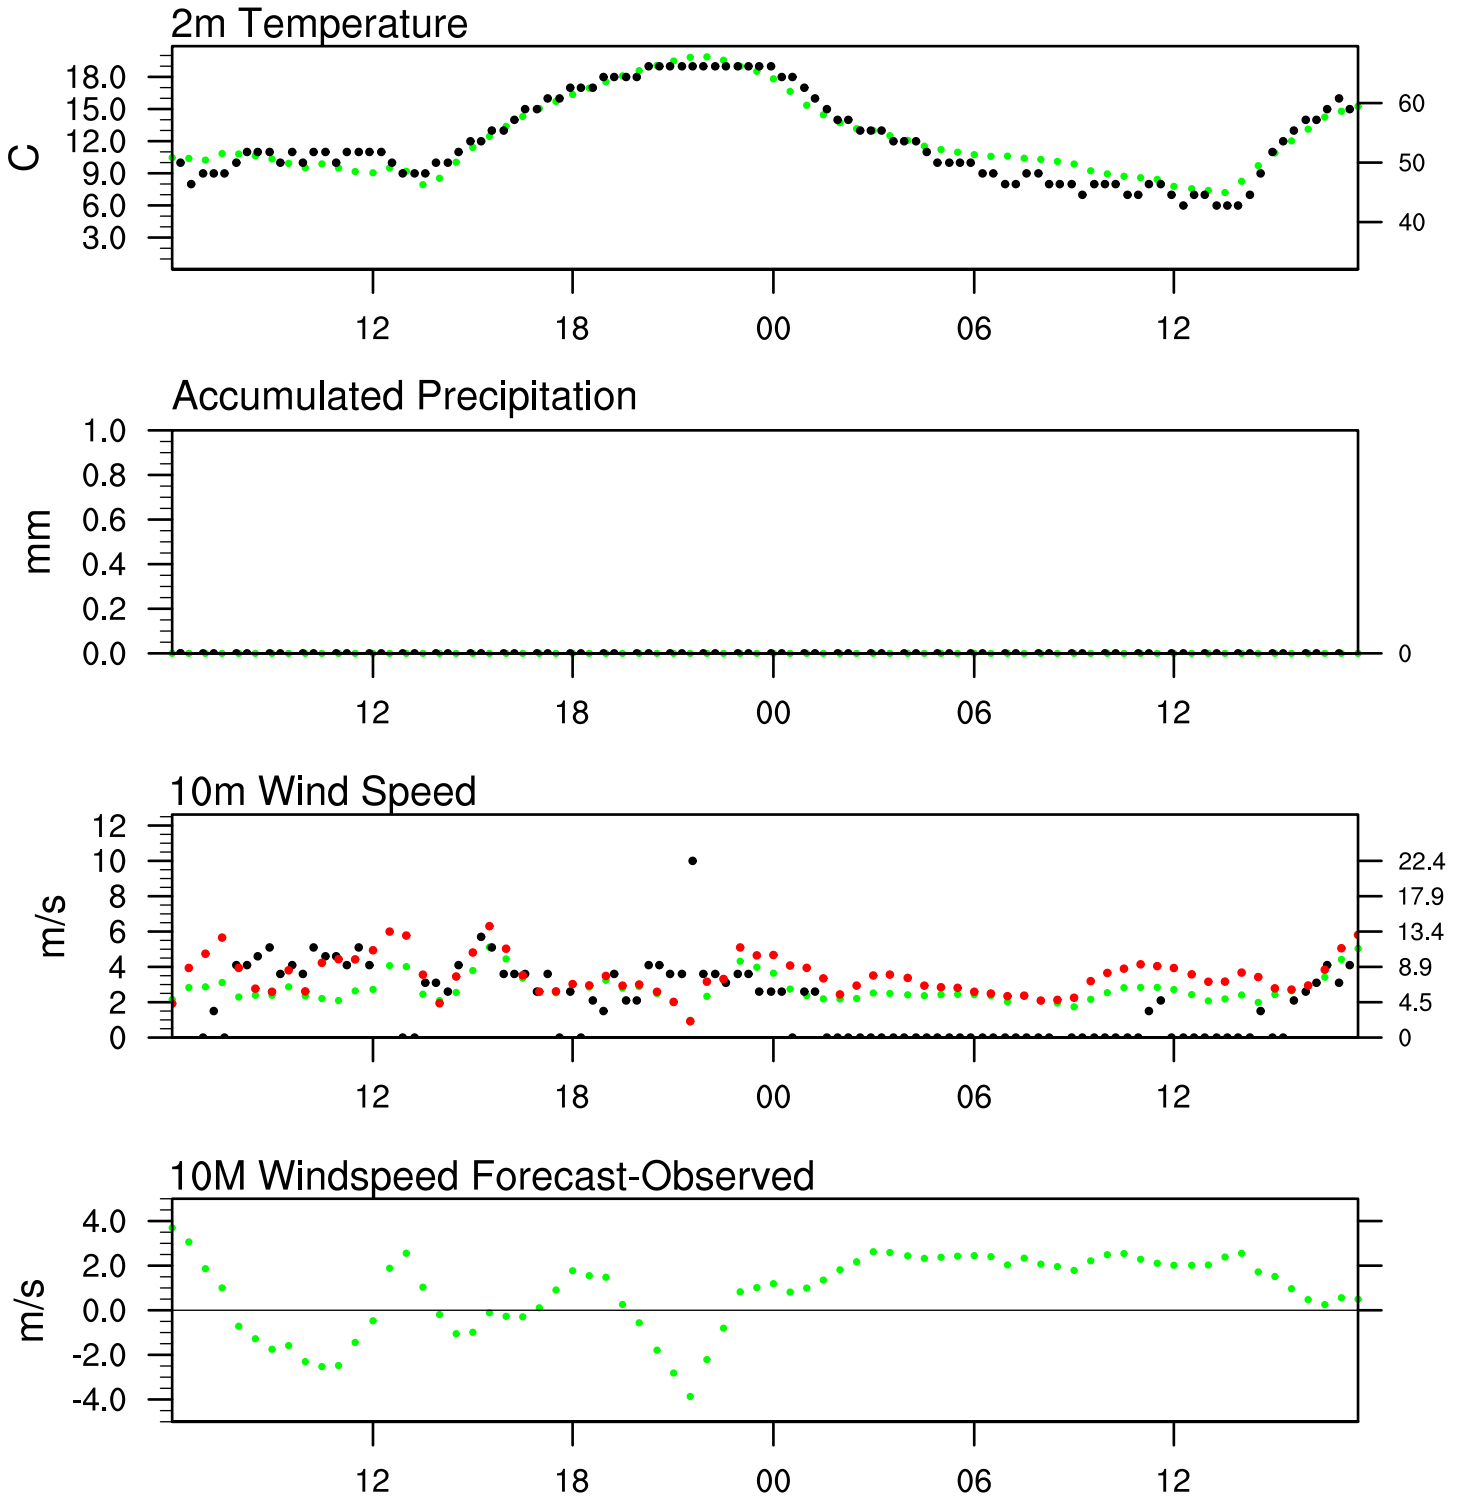 2m Temperature
18.0
15.0
12.0
9.0
6.0
3.0
C
60
50
40
12 18 00 06 12
Accumulated Precipitation
1.0
0.8
0.6
0.4
0.2
0.0
mm
0
12 18 00 06 12
10m Wind Speed
12
10
8
6
4
2
0
m/s
22.4
17.9
13.4
8.9
4.5
0
12 18 00 06 12
10M Windspeed Forecast-Observed
4.0
2.0
0.0
-2.0
-4.0
m/s
12 18 00 06 12